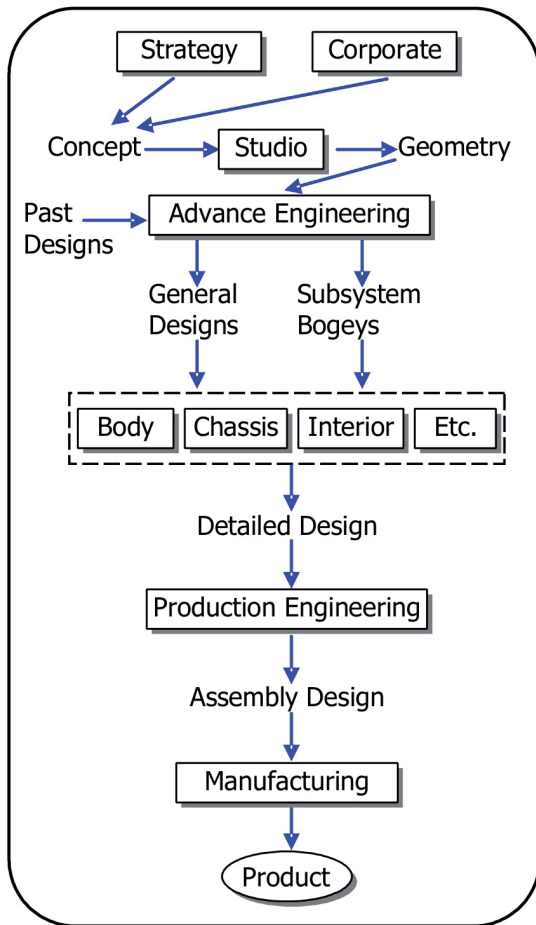 Strategy
Corporate
Concept
Studio
Geometry
Past
Designs
Advance Engineering
General
Designs
Subsystem
Bogeys
Body
Chassis
Interior
Etc.
Detailed Design
Production Engineering
Assembly Design
Manufacturing
Product